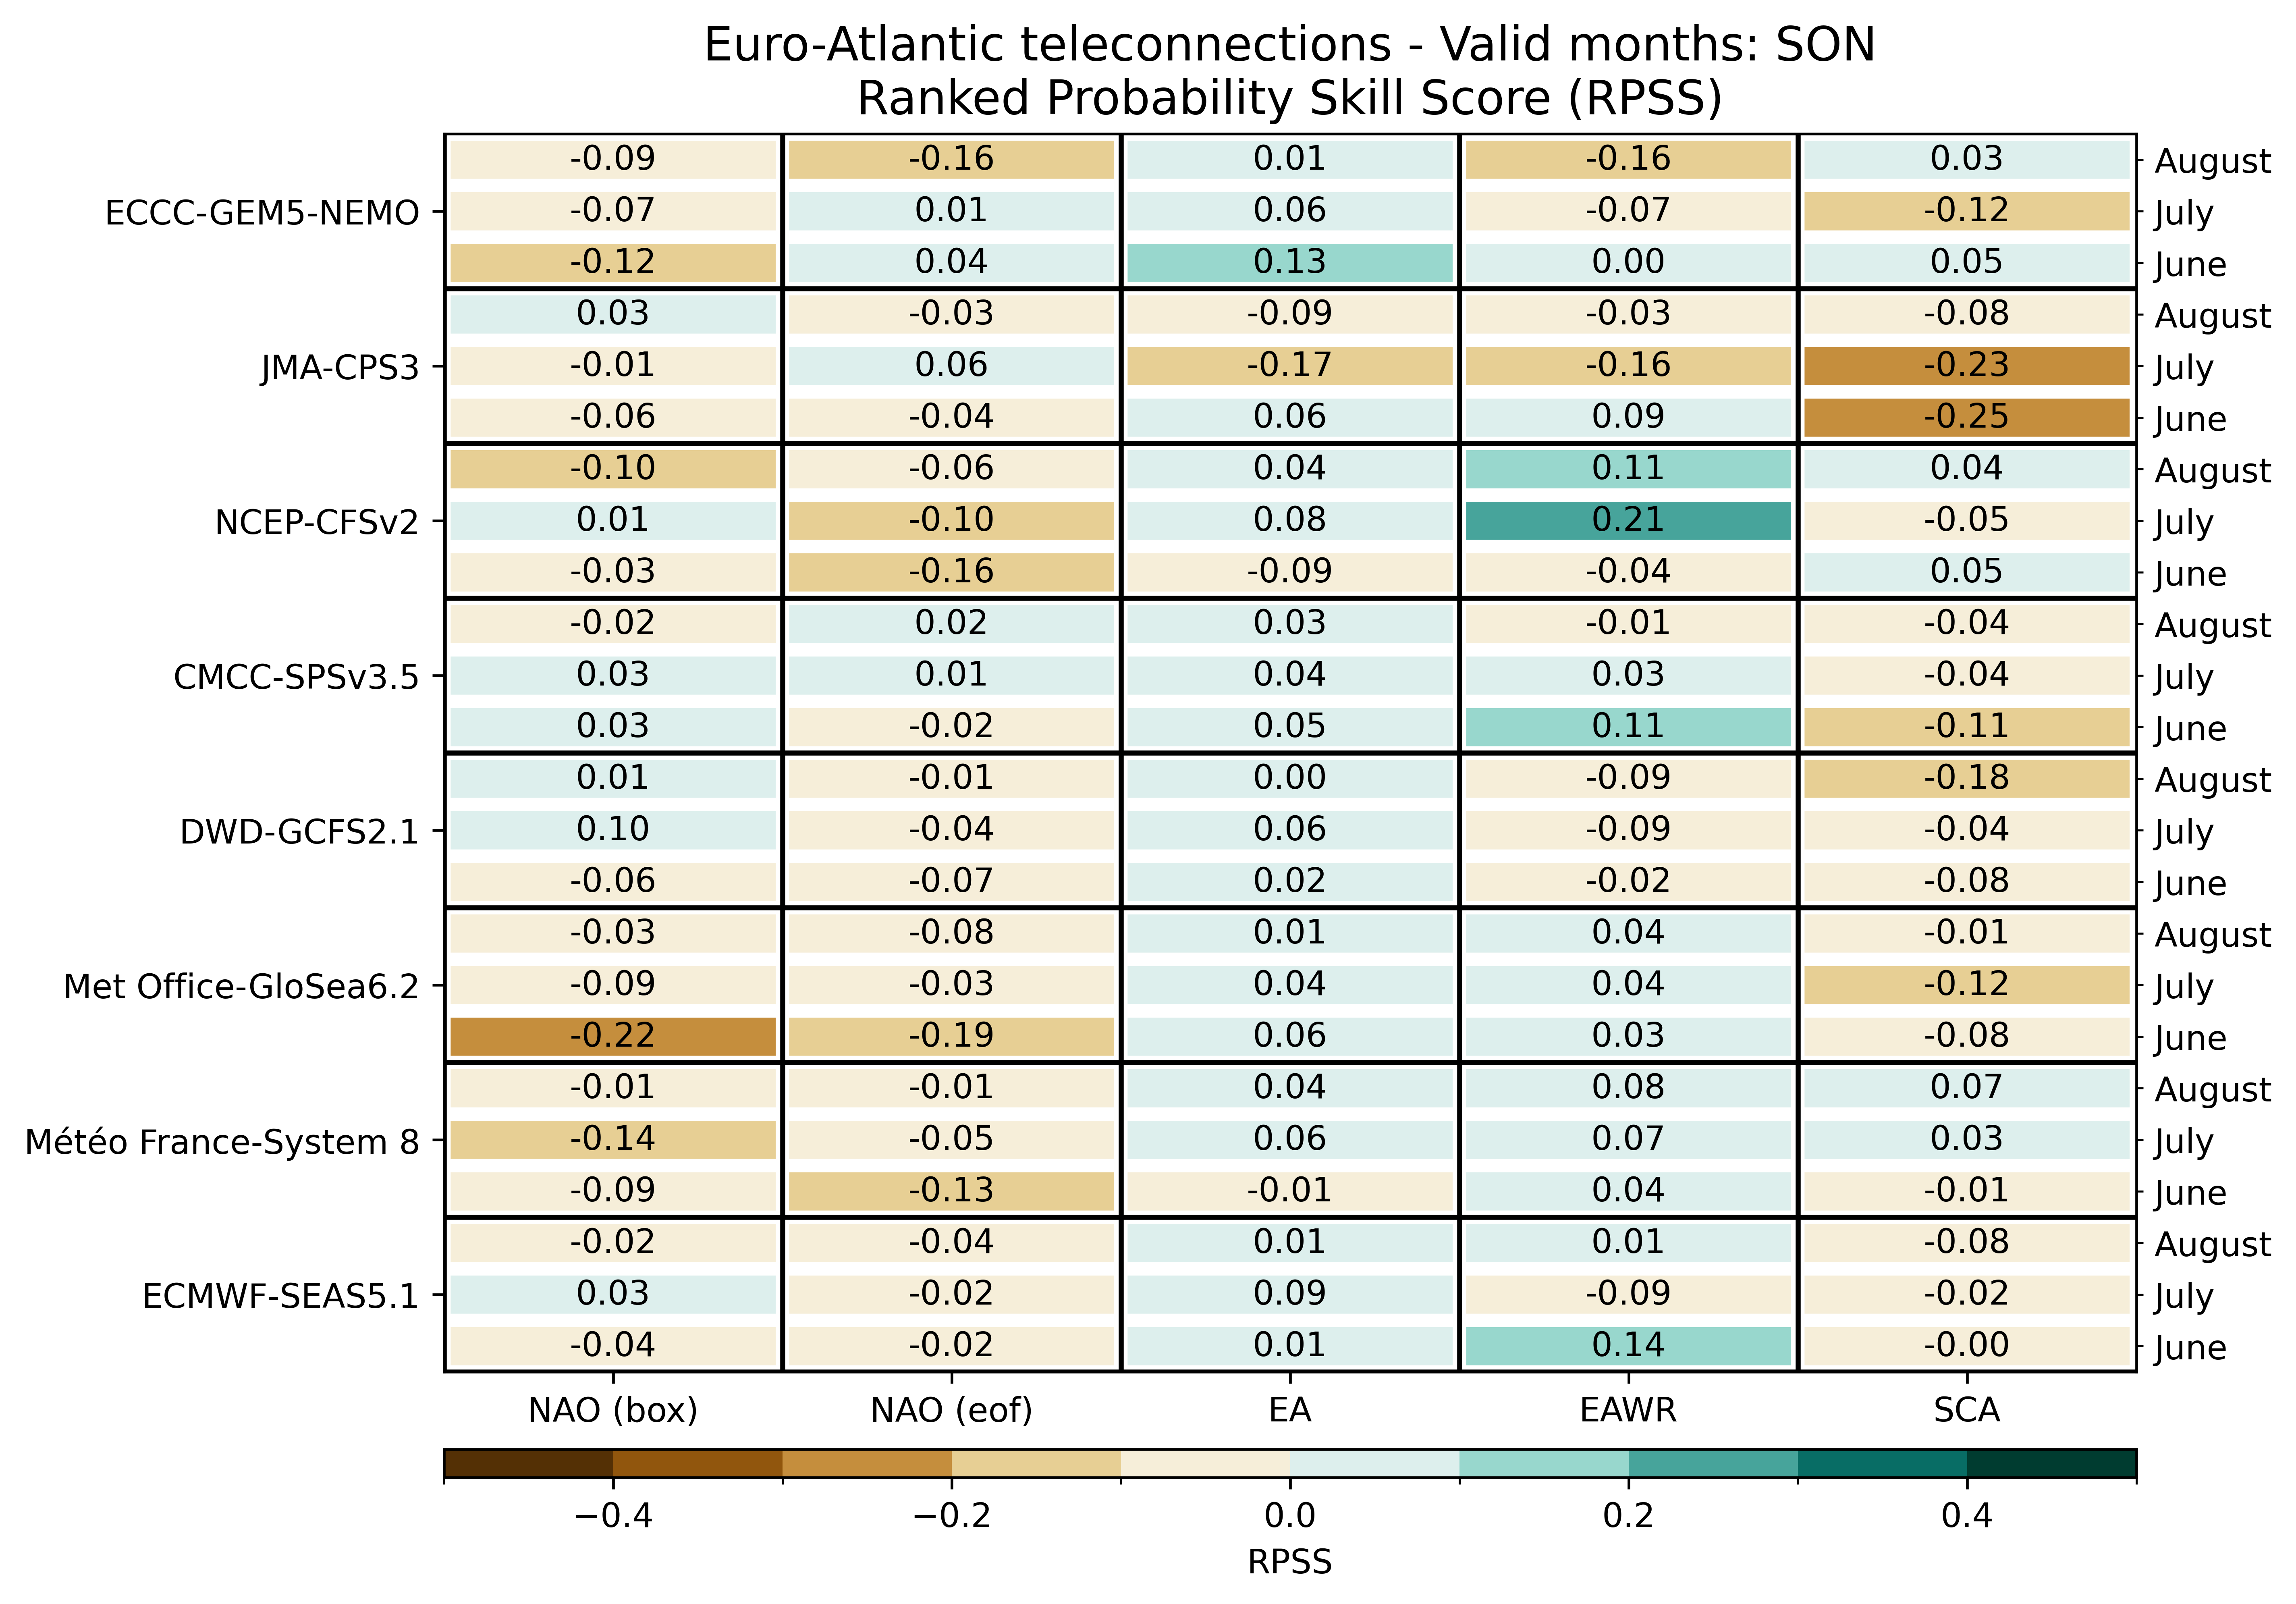 Euro-Atlantic teleconnections - Valid months: SON
Ranked Probability Skill Score (RPSS)
-0.09 -0.16 0.01 -0.16 0.03 August
ECCC-GEM5-NEMO -0.07 0.01 0.06 -0.07 -0.12 July
-0.12 0.04 0.13 0.00 0.05 June
0.03 -0.03 -0.09 -0.03 -0.08 August
JMA-CPS3 -0.01 0.06 -0.17 -0.16 -0.23 July
-0.06 -0.04 0.06 0.09 -0.25 June
-0.10 -0.06 0.04 0.11 0.04 August
NCEP-CFSv2 0.01 -0.10 0.08 0.21 -0.05 July
-0.03 -0.16 -0.09 -0.04 0.05 June
-0.02 0.02 0.03 -0.01 -0.04 August
CMCC-SPSv3.5 0.03 0.01 0.04 0.03 -0.04 July
0.03 -0.02 0.05 0.11 -0.11 June
0.01 -0.01 0.00 -0.09 -0.18 August
DWD-GCFS2.1 0.10 -0.04 0.06 -0.09 -0.04 July
-0.06 -0.07 0.02 -0.02 -0.08 June
-0.03 -0.08 0.01 0.04 -0.01 August
Met Office-GloSea6.2 -0.09 -0.03 0.04 0.04 -0.12 July
-0.22 -0.19 0.06 0.03 -0.08 June
-0.01 -0.01 0.04 0.08 0.07 August
Météo France-System 8 -0.14 -0.05 0.06 0.07 0.03 July
-0.09 -0.13 -0.01 0.04 -0.01 June
-0.02 -0.04 0.01 0.01 -0.08 August
ECMWF-SEAS5.1 0.03 -0.02 0.09 -0.09 -0.02 July
-0.04 -0.02 0.01 0.14 -0.00 June
NAO (box) NAO (eof) EA EAWR SCA
−0.4 −0.2 0.0 0.2 0.4
RPSS